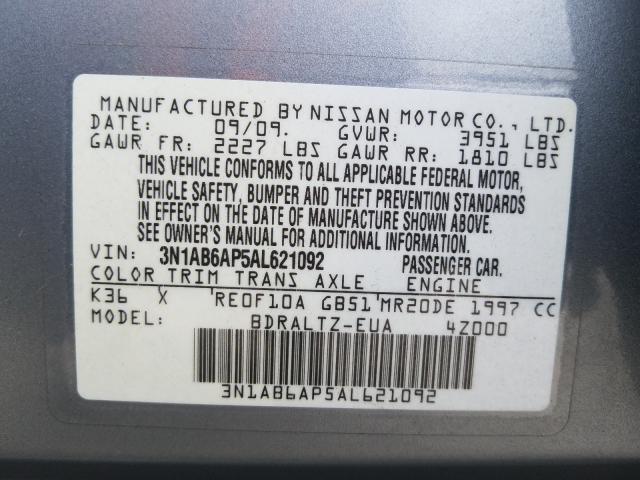 MANUFACTURED BY NISSAN MOTOR CO., LTD.
DATE: 09/09. GVWR: 3951 LBS
GAWR FR: 2227 LBS GAWR RR: 1810 LBS
THIS VEHICLE CONFORMS TO ALL APPLICABLE FEDERAL MOTOR,
VEHICLE SAFETY, BUMPER AND THEFT PREVENTION STANDARDS
IN EFFECT ON THE DATE OF MANUFACTURE SHOWN ABOVE.
SEE OWNER'S MANUAL FOR ADDITIONAL INFORMATION.
VIN: 3N1AB6AP5AL621092 PASSENGER CAR.
COLOR TRIM TRANS AXLE ENGINE
K36 X 'RE0F10A GB51'MR20DE 1997 CC
MODEL: BDRALTZ-EUA 4Z000
3N1AB6AP5AL621092